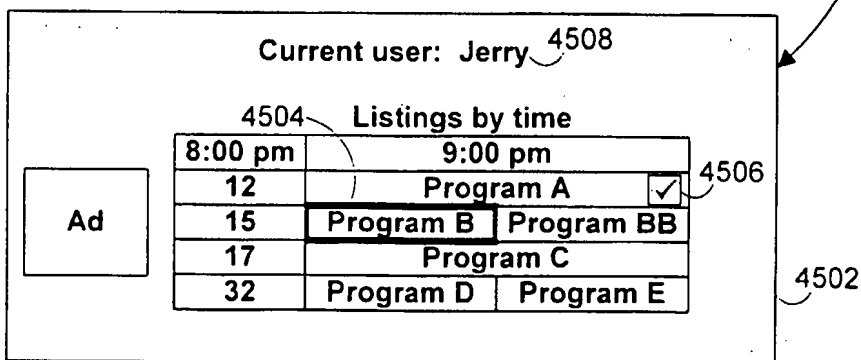 Current user: Jerry 4508
4504 Listings by time
8:00 pm 9:00 pm
12 Program A 4506
Ad 15 Program B Program BB
17 Program C
32 Program D Program E 4502